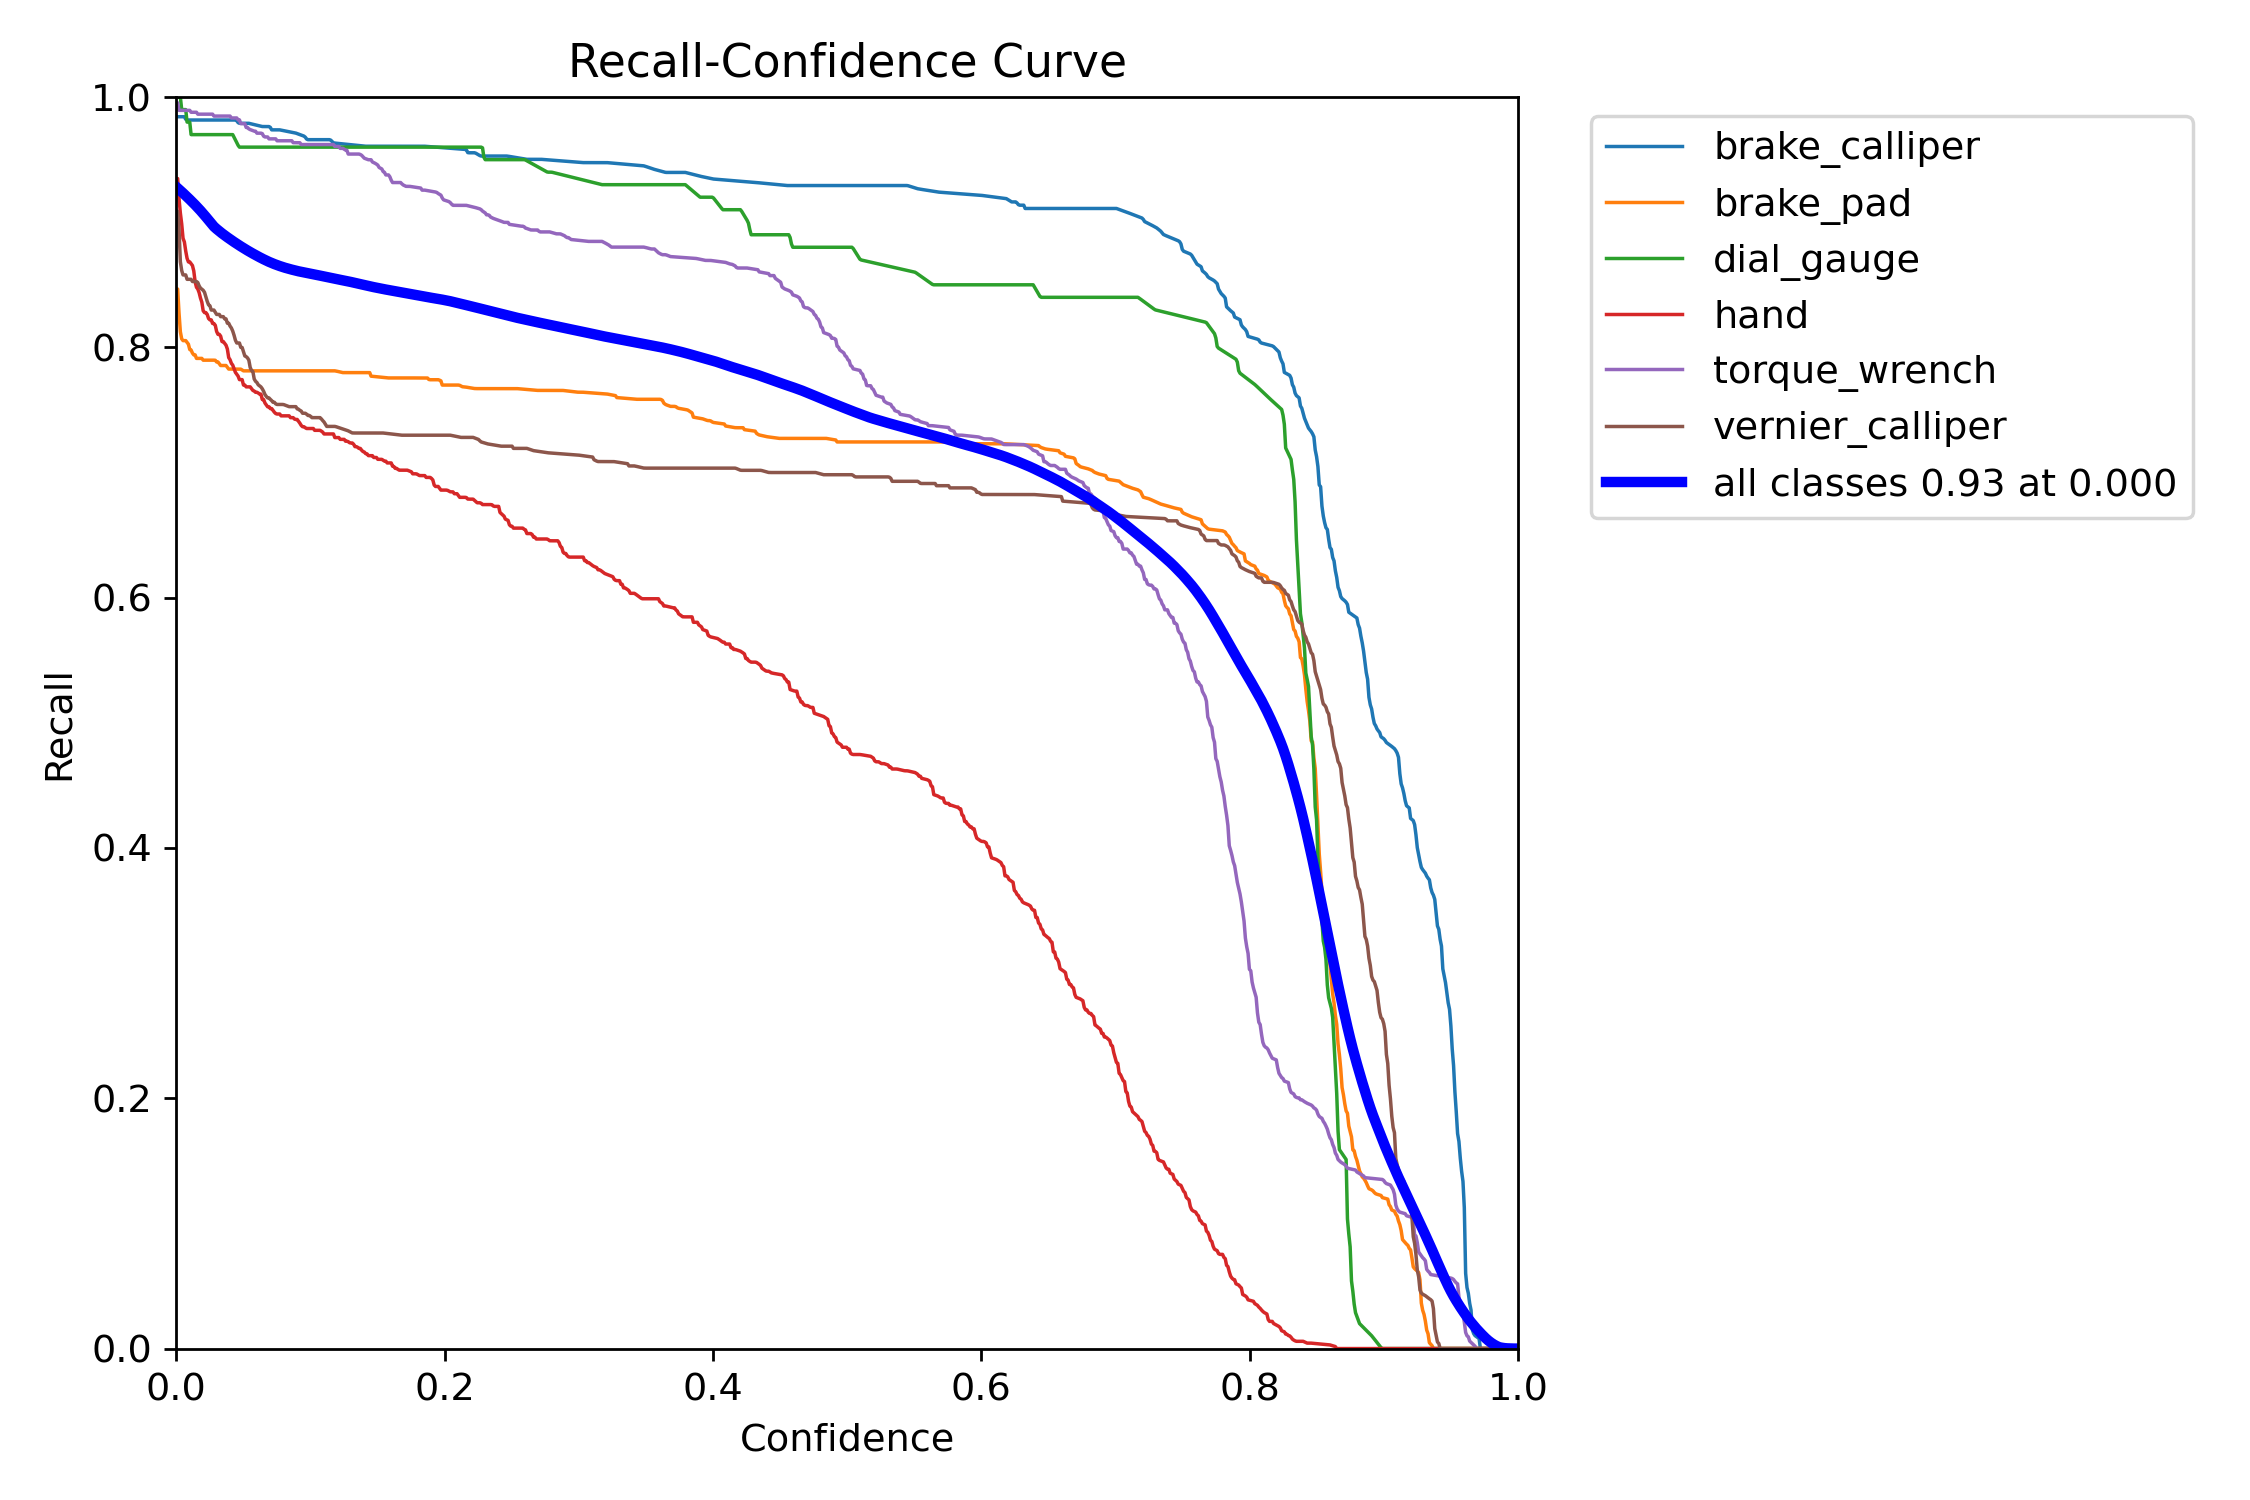 Recall-Confidence Curve
1.0
0.8
0.6
0.4
0.2
0.0
Recall
0.0 0.2 0.4 0.6 0.8 1.0
Confidence
brake_calliper
brake_pad
dial_gauge
hand
torque_wrench
vernier_calliper
all classes 0.93 at 0.000